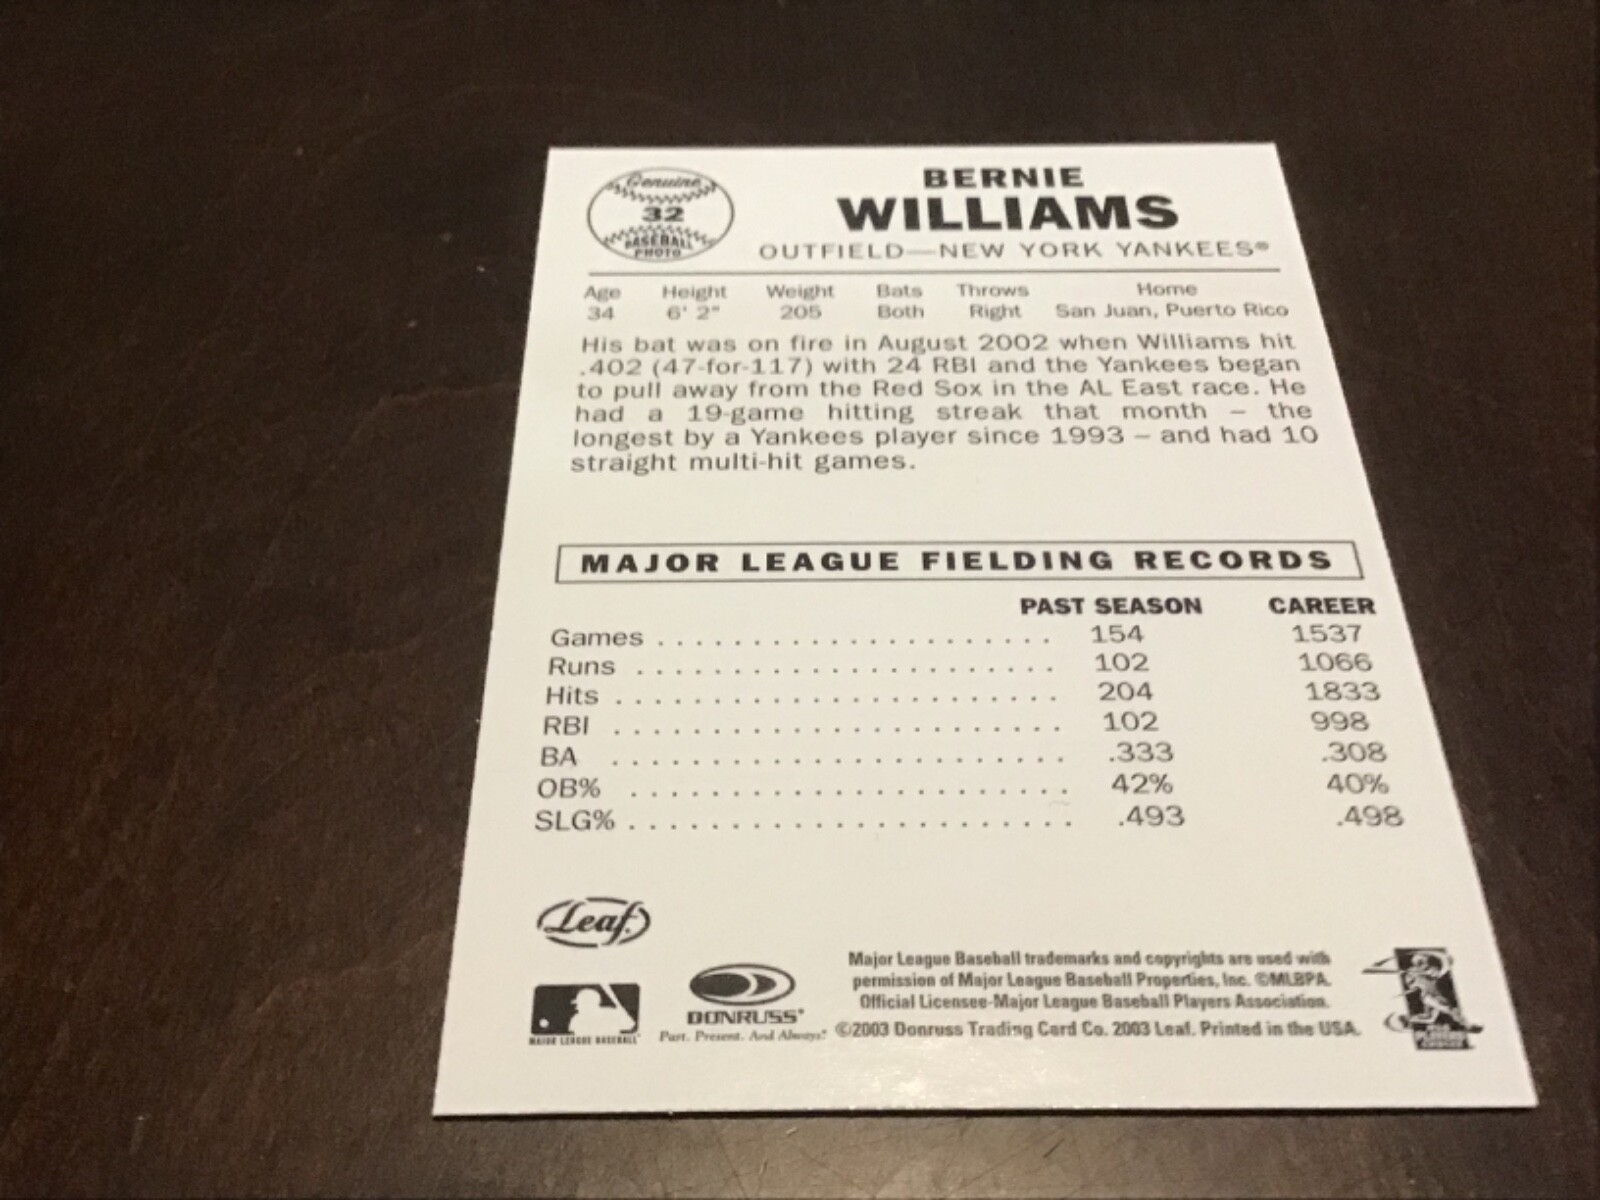 Genuine
32
BASEBALL
PHOTO
BERNIE
WILLIAMS
OUTFIELD—NEW YORK YANKEES®
Age Height Weight Bats Throws Home
34 6' 2" 205 Both Right San Juan, Puerto Rico
His bat was on fire in August 2002 when Williams hit
.402 (47-for-117) with 24 RBI and the Yankees began
to pull away from the Red Sox in the AL East race. He
had a 19-game hitting streak that month – the
longest by a Yankees player since 1993 – and had 10
straight multi-hit games.
MAJOR LEAGUE FIELDING RECORDS
PAST SEASON CAREER
Games . . . . . . . . . . . . . . . . . . . . . . 154 1537
Runs . . . . . . . . . . . . . . . . . . . . . . 102 1066
Hits . . . . . . . . . . . . . . . . . . . . . . . 204 1833
RBI . . . . . . . . . . . . . . . . . . . . . . . 102 998
BA . . . . . . . . . . . . . . . . . . . . . . . .333 .308
OB% . . . . . . . . . . . . . . . . . . . . . . 42% 40%
SLG% . . . . . . . . . . . . . . . . . . . . . . .493 .498
Leaf
Major League Baseball trademarks and copyrights are used with
permission of Major League Baseball Properties, Inc. ©MLBPA.
Official Licensee-Major League Baseball Players Association.
©2003 Donruss Trading Card Co. 2003 Leaf. Printed in the USA.
MAJOR LEAGUE BASEBALL
DONRUSS
Past. Present. And Always.
PLAYERS
CHOICE